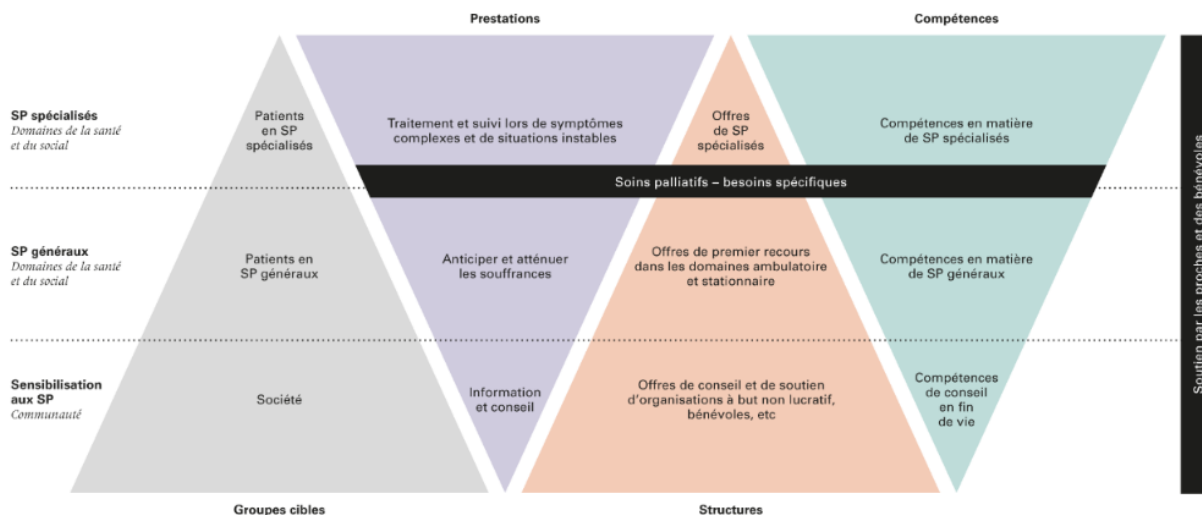 Prestations
Compétences
SP spécialisés
Domaines de la santé
et du social
Patients
en SP
spécialisés
Traitement et suivi lors de symptômes
complexes et de situations instables
Offres
de SP
spécialisés
Compétences en matière
de SP spécialisés
Soins palliatifs – besoins spécifiques
SP généraux
Domaines de la santé
et du social
Patients en
SP généraux
Anticiper et atténuer
les souffrances
Offres de premier recours
dans les domaines ambulatoire
et stationnaire
Compétences en matière
de SP généraux
Sensibilisation
aux SP
Communauté
Société
Information
et conseil
Offres de conseil et de soutien
d'organisations à but non lucratif,
bénévoles, etc
Compétences
de conseil
en fin
de vie
Soutien par les proches et des bénévoles
Groupes cibles
Structures